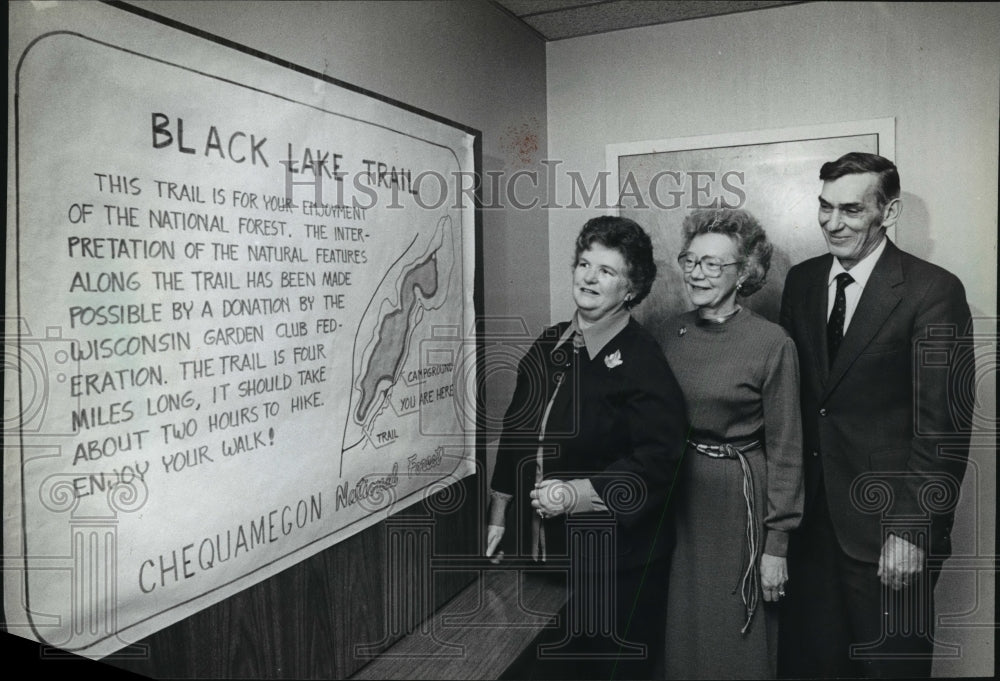 BLACK LAKE TRAIL
THIS TRAIL IS FOR YOUR ENJOYMENT
OF THE NATIONAL FOREST. THE INTER-
PRETATION OF THE NATURAL FEATURES
ALONG THE TRAIL HAS BEEN MADE
POSSIBLE BY A DONATION BY THE
WISCONSIN GARDEN CLUB FED-
ERATION. THE TRAIL IS FOUR
MILES LONG, IT SHOULD TAKE
ABOUT TWO HOURS TO HIKE.
ENJOY YOUR WALK!
CAMPGROUND
YOU ARE HERE
TRAIL
CHEQUAMEGON National Forest
HISTORIC IMAGES